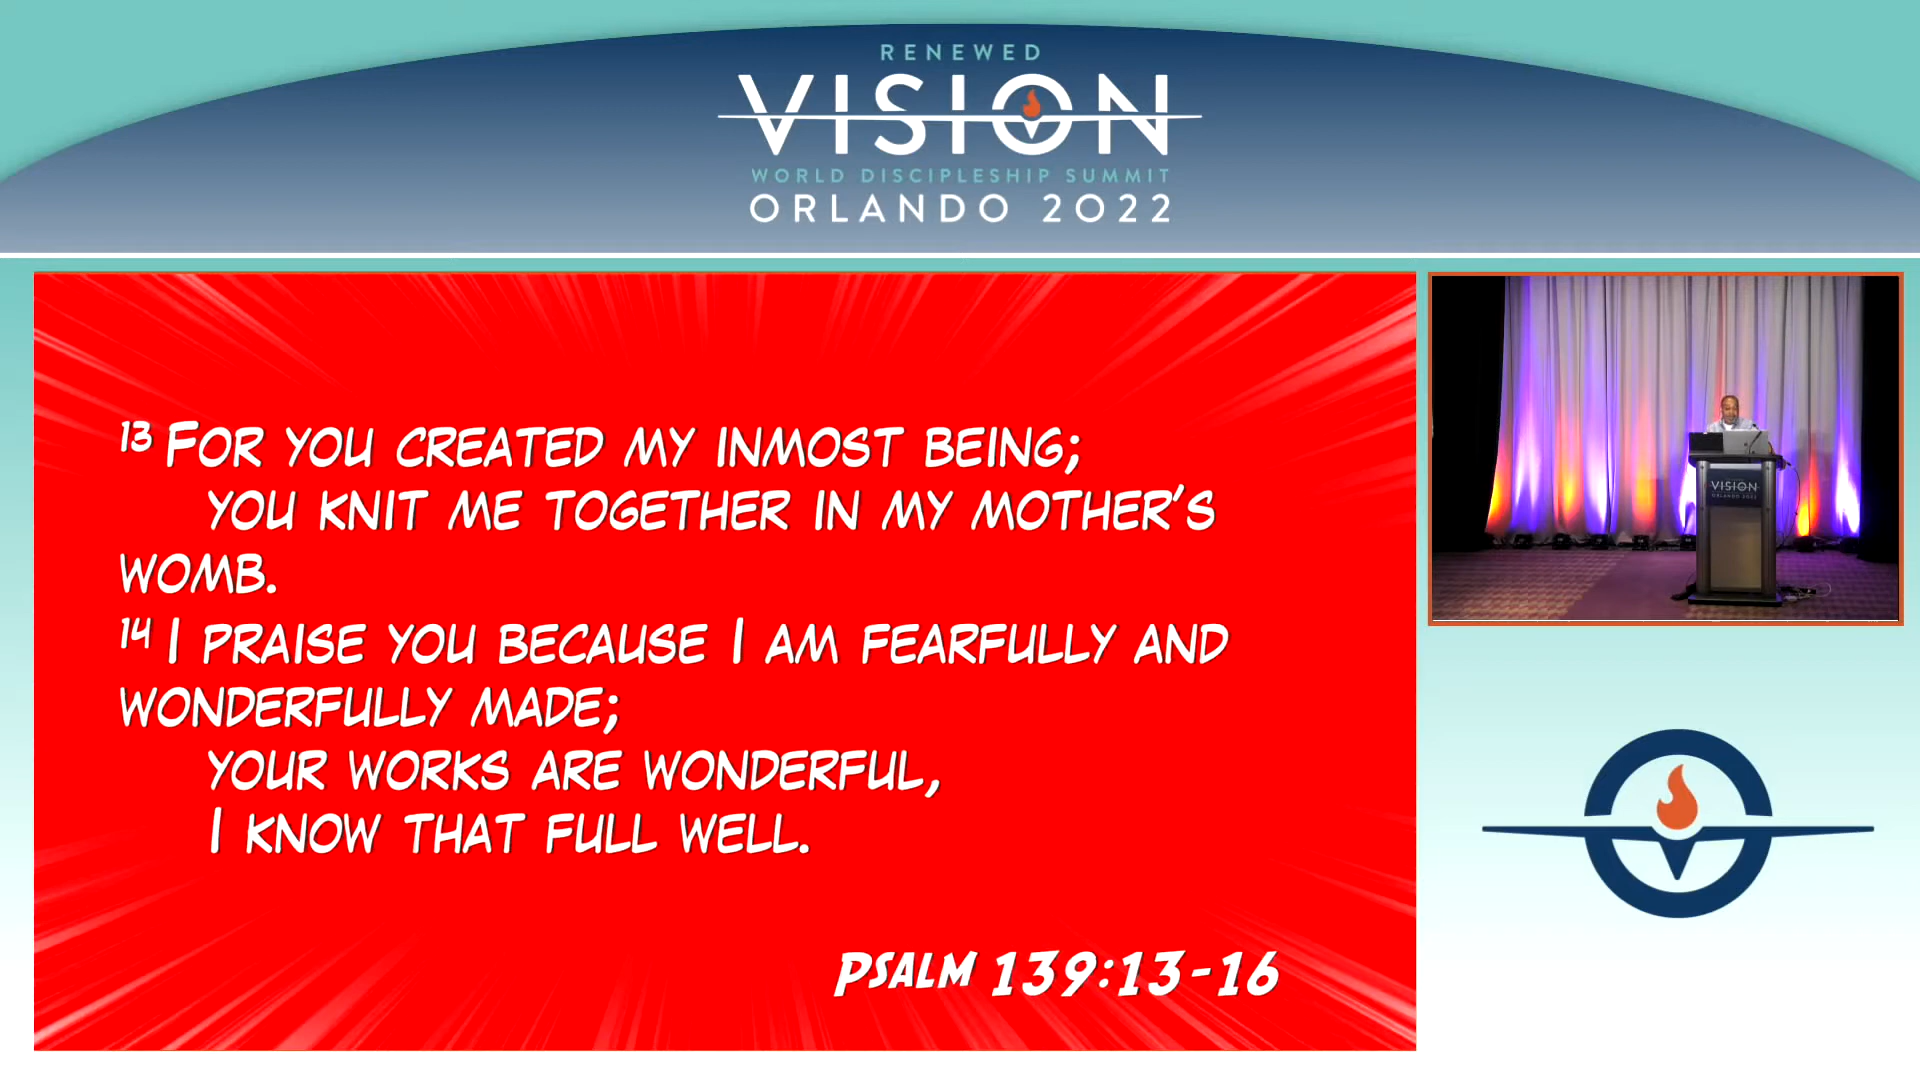 RENEWED
VISION
WORLD DISCIPLESHIP SUMMIT
ORLANDO 2022
13 FOR YOU CREATED MY INMOST BEING;
YOU KNIT ME TOGETHER IN MY MOTHER'S
WOMB.
14 I PRAISE YOU BECAUSE I AM FEARFULLY AND
WONDERFULLY MADE;
YOUR WORKS ARE WONDERFUL,
I KNOW THAT FULL WELL.
PSALM 139:13-16
VISION
ORLANDO 2022